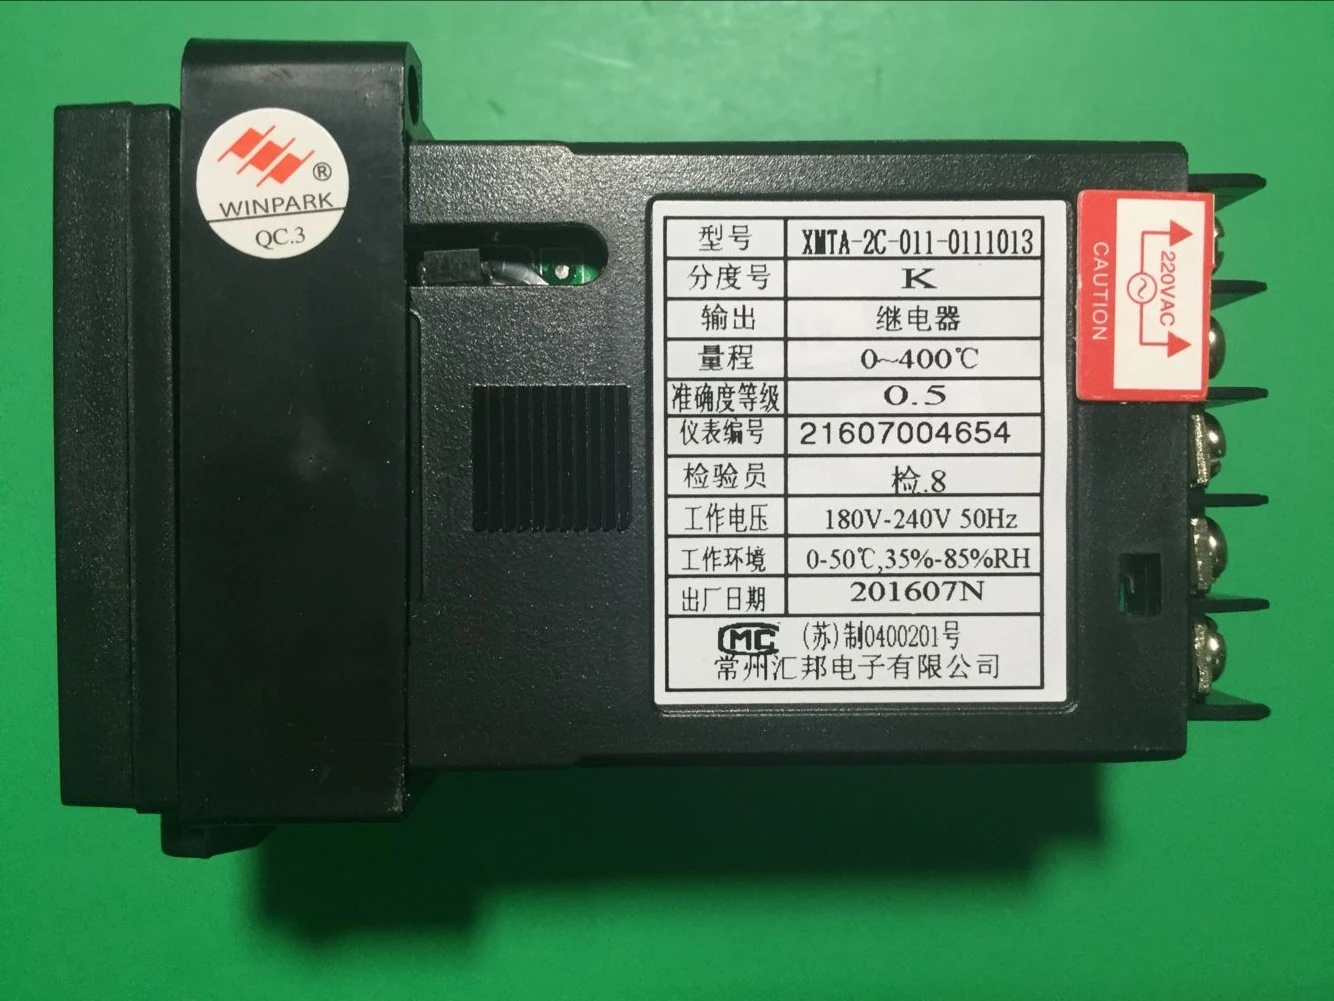 ®
WINPARK
QC.3
型号 XMTA-2C-011-0111013
分度号 K
输出 继电器
量程 0~400℃
准确度等级 0.5
仪表编号 21607004654
检验员 检.8
工作电压 180V-240V 50Hz
工作环境 0-50℃,35%-85%RH
出厂日期 201607N
CMC (苏)制0400201号
常州汇邦电子有限公司
220VAC
CAUTION